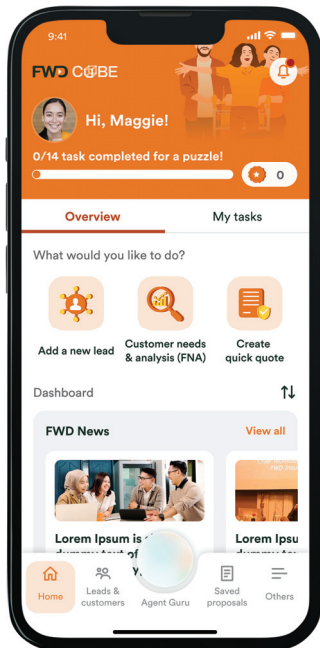 9:41
FWD CUBE
Hi, Maggie!
0/14 task completed for a puzzle!
0
Overview
My tasks
What would you like to do?
Add a new lead
Customer needs
& analysis (FNA)
Create
quick quote
Dashboard
FWD News
View all
Lorem Ipsum is
dummy text of
Lorem Ipsu
Home
Leads &
customers
Agent Guru
Saved
proposals
Others